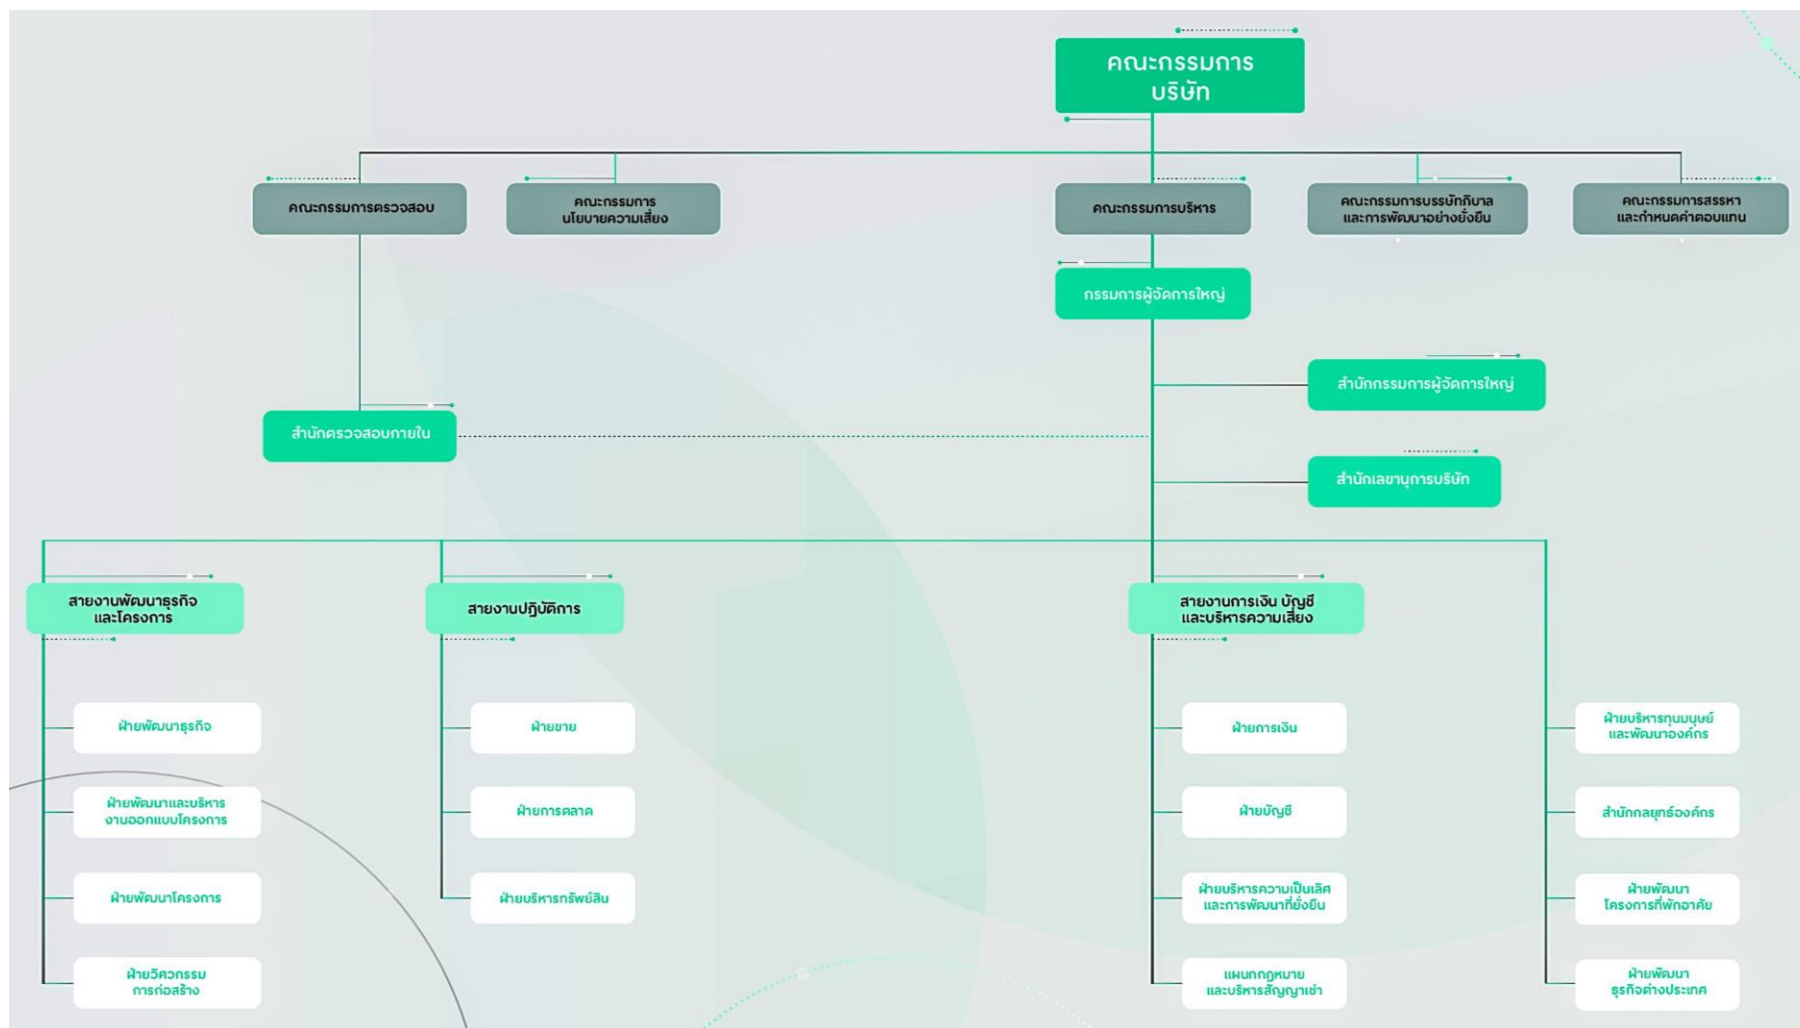 คณะกรรมการ
บริษัท
คณะกรรมการตรวจสอบ
คณะกรรมการ
นโยบายความเสี่ยง
คณะกรรมการบริหาร
คณะกรรมการบรรษัทภิบาล
และการพัฒนาอย่างยั่งยืน
คณะกรรมการสรรหา
และกำหนดค่าตอบแทน
กรรมการผู้จัดการใหญ่
สำนักกรรมการผู้จัดการใหญ่
สำนักตรวจสอบภายใน
สำนักเลขานุการบริษัท
สายงานพัฒนาธุรกิจ
และโครงการ
สายงานปฏิบัติการ
สายงานการเงิน บัญชี
และบริหารความเสี่ยง
ฝ่ายพัฒนาธุรกิจ
ฝ่ายขาย
ฝ่ายการเงิน
ฝ่ายบริหารทุนมนุษย์
และพัฒนาองค์กร
ฝ่ายพัฒนาและบริหาร
งานออกแบบโครงการ
ฝ่ายการตลาด
ฝ่ายบัญชี
สำนักกลยุทธ์องค์กร
ฝ่ายพัฒนาโครงการ
ฝ่ายบริหารทรัพย์สิน
ฝ่ายบริหารความเป็นเลิศ
และการพัฒนาที่ยั่งยืน
ฝ่ายพัฒนา
โครงการที่พักอาศัย
ฝ่ายวิศวกรรม
การก่อสร้าง
แผนกกฎหมาย
และบริหารสัญญาเช่า
ฝ่ายพัฒนา
ธุรกิจต่างประเทศ